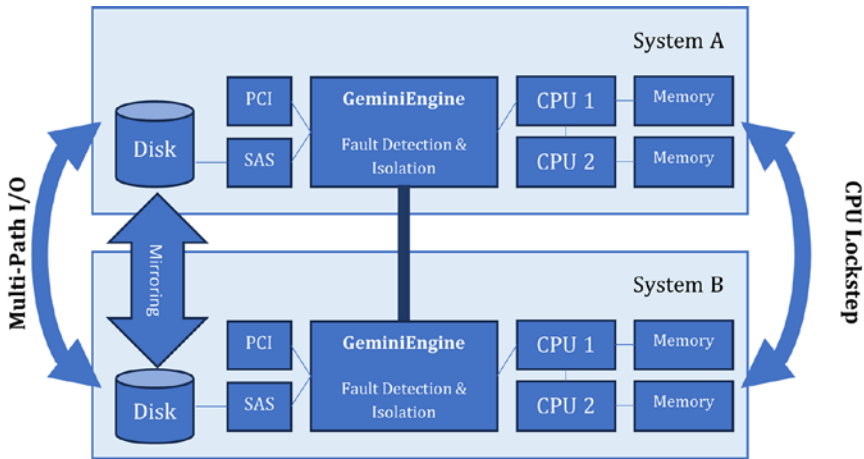 System A
PCI
GeminiEngine
CPU 1
Memory
Disk
SAS
Fault Detection &
Isolation
CPU 2
Memory
Multi-Path I/O
Mirroring
CPU Lockstep
System B
PCI
GeminiEngine
CPU 1
Memory
Disk
SAS
Fault Detection &
Isolation
CPU 2
Memory